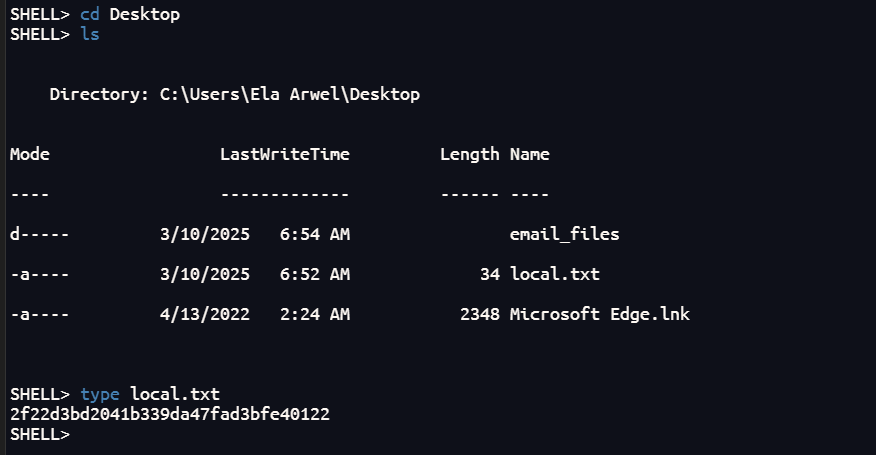 SHELL> cd Desktop
SHELL> ls
Directory: C:\Users\Ela Arwel\Desktop
Mode LastWriteTime Length Name
---- ------------- ------ ----
d----- 3/10/2025 6:54 AM email_files
-a---- 3/10/2025 6:52 AM 34 local.txt
-a---- 4/13/2022 2:24 AM 2348 Microsoft Edge.lnk
SHELL> type local.txt
2f22d3bd2041b339da47fad3bfe40122
SHELL>